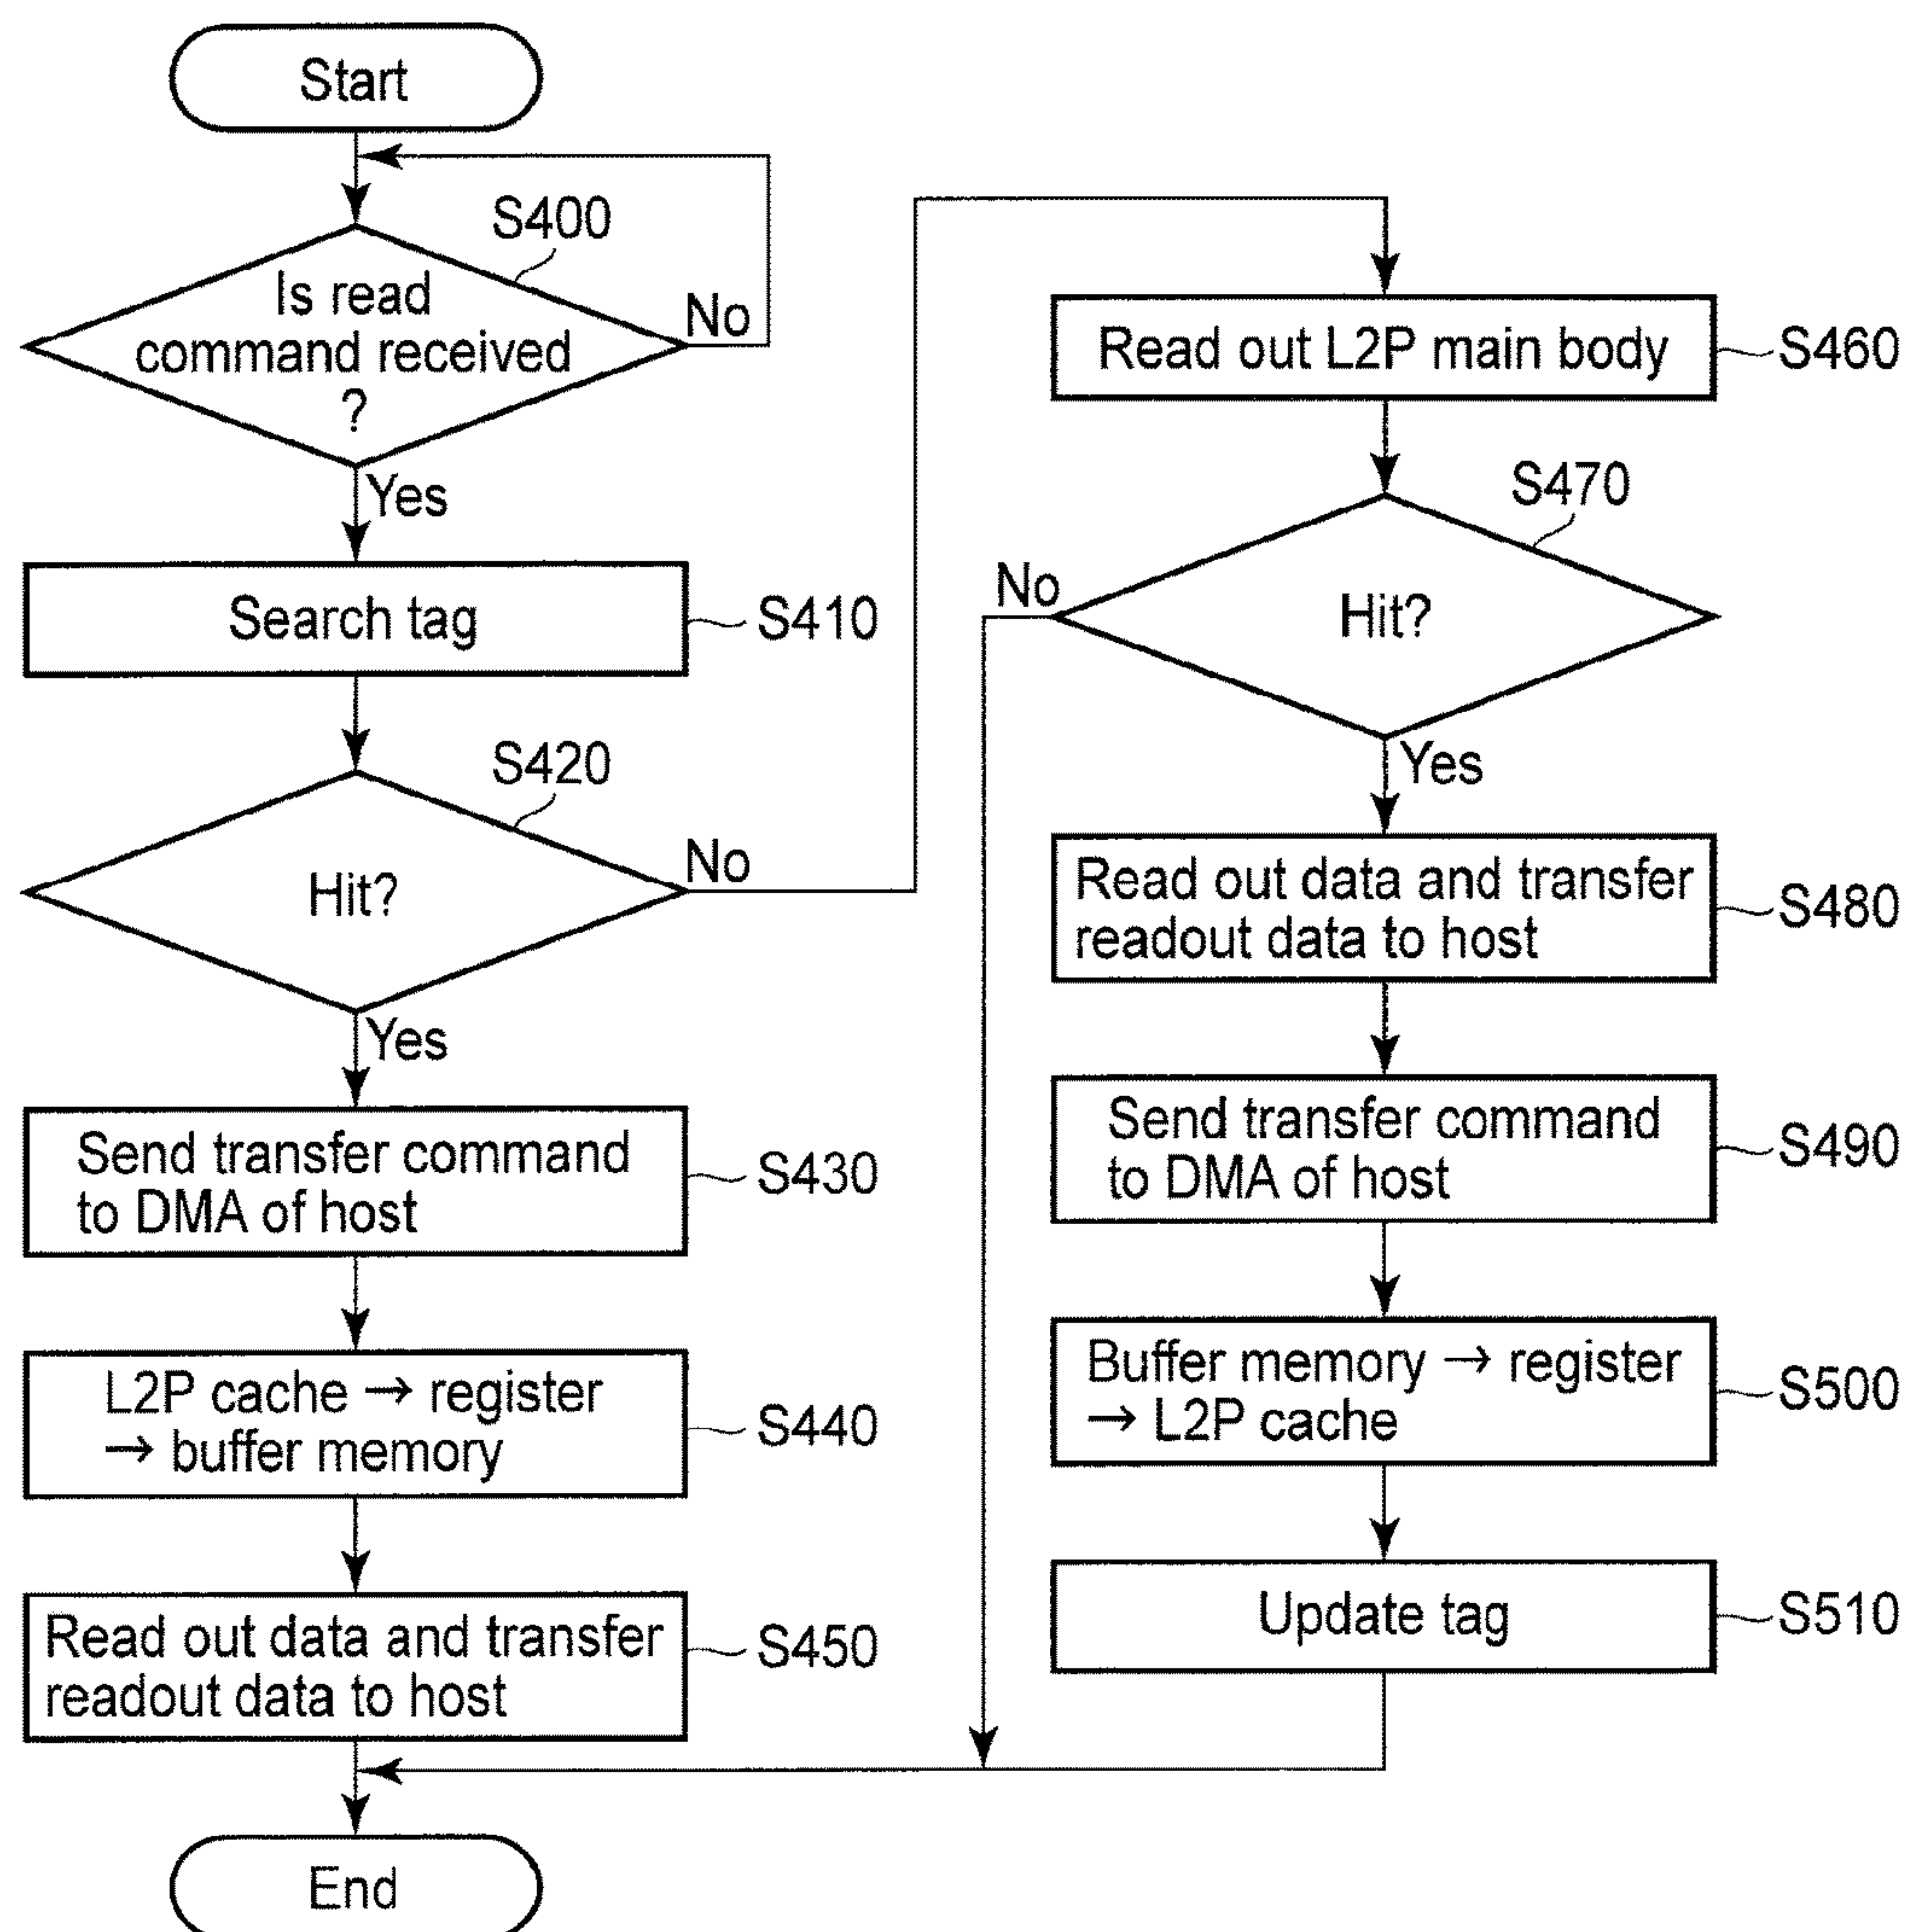 Start
S400
Is read
command received
?
No
Yes
Search tag
S410
S420
Hit?
No
Yes
Send transfer command
to DMA of host
S430
L2P cache → register
→ buffer memory
S440
Read out data and transfer
readout data to host
S450
End
Read out L2P main body
S460
S470
No
Hit?
Yes
Read out data and transfer
readout data to host
S480
Send transfer command
to DMA of host
S490
Buffer memory → register
→ L2P cache
S500
Update tag
S510